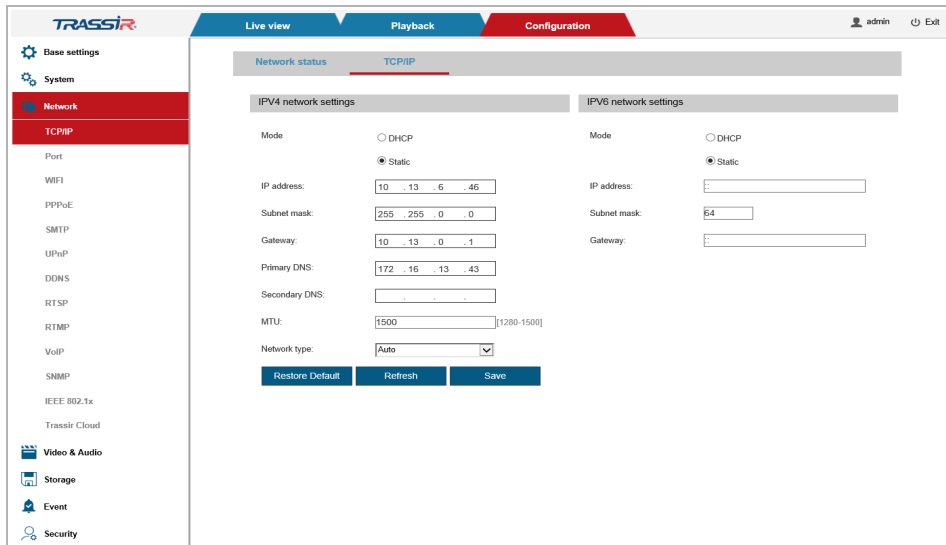 TRASSIR
Live view
Playback
Configuration
admin
Exit
Base settings
System
Network
TCP/IP
Port
WIFI
PPPoE
SMTP
UPnP
DDNS
RTSP
RTMP
VoIP
SNMP
IEEE 802.1x
Trassir Cloud
Video & Audio
Storage
Event
Security
Network status
TCP/IP
IPV4 network settings
Mode
DHCP
Static
IP address: 10 . 13 . 6 . 46
Subnet mask: 255 . 255 . 0 . 0
Gateway: 10 . 13 . 0 . 1
Primary DNS: 172 . 16 . 13 . 43
Secondary DNS: . . .
MTU: 1500 [1280-1500]
Network type: Auto
Restore Default
Refresh
Save
IPV6 network settings
Mode
DHCP
Static
IP address: ::
Subnet mask: 64
Gateway: ::